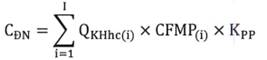 C_ĐN = ∑_{i=1}^{I} Q_KHhc(i) × CFMP_(i) × K_PP